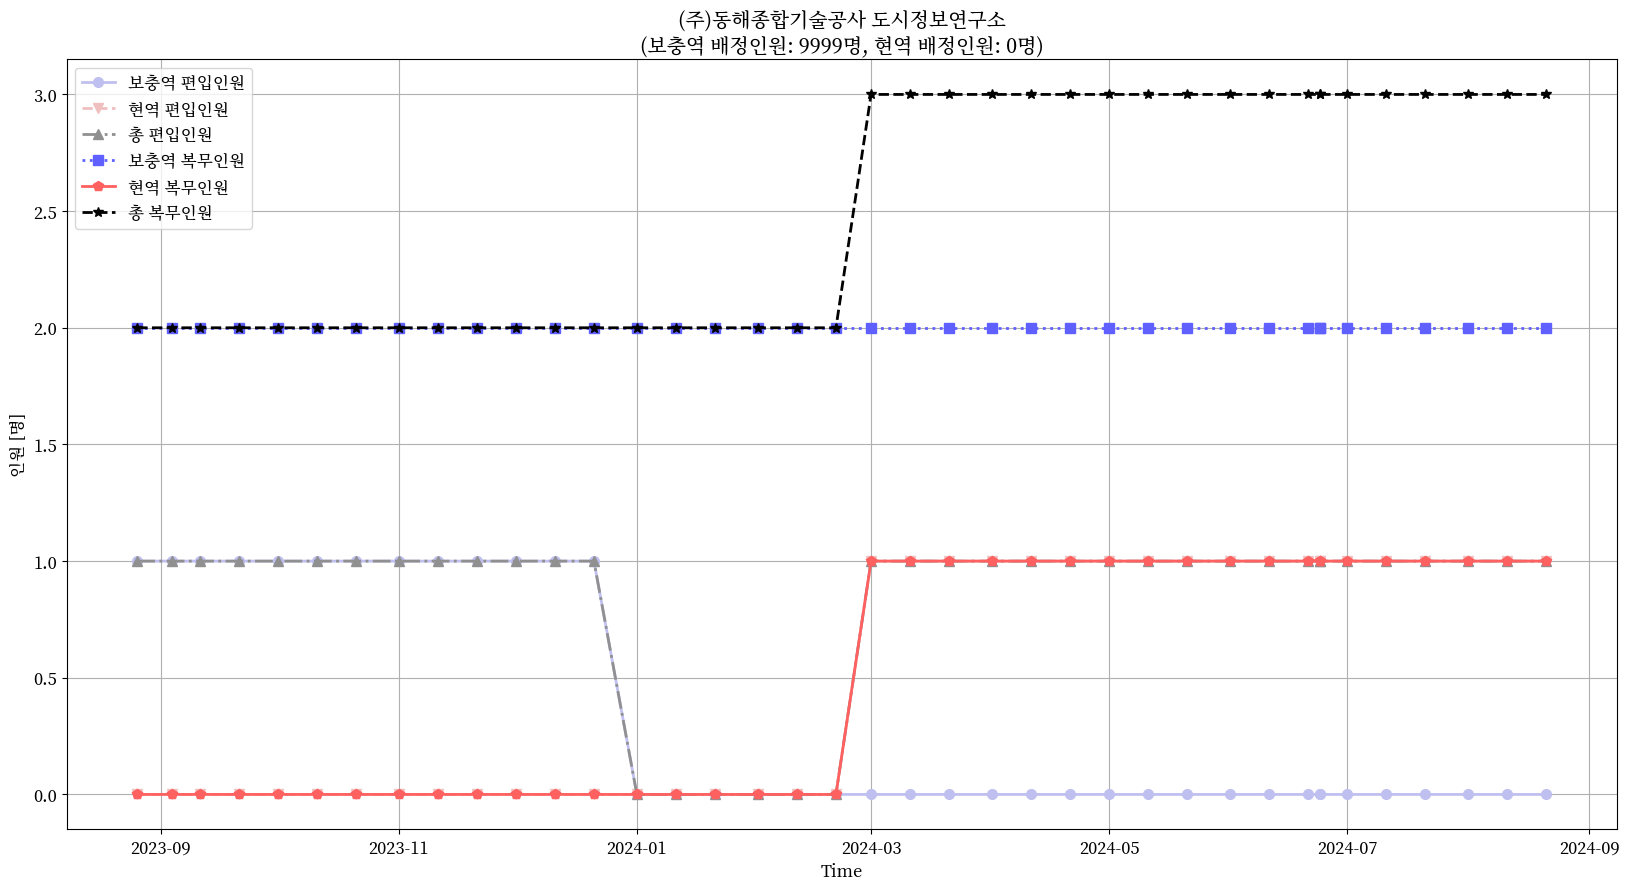 (주)동해종합기술공사 도시정보연구소
(보충역 배정인원: 9999명, 현역 배정인원: 0명)
보충역 편입인원
현역 편입인원
총 편입인원
보충역 복무인원
현역 복무인원
총 복무인원
3.0
2.5
2.0
1.5
1.0
0.5
0.0
인원 [명]
2023-09
2023-11
2024-01
2024-03
2024-05
2024-07
2024-09
Time